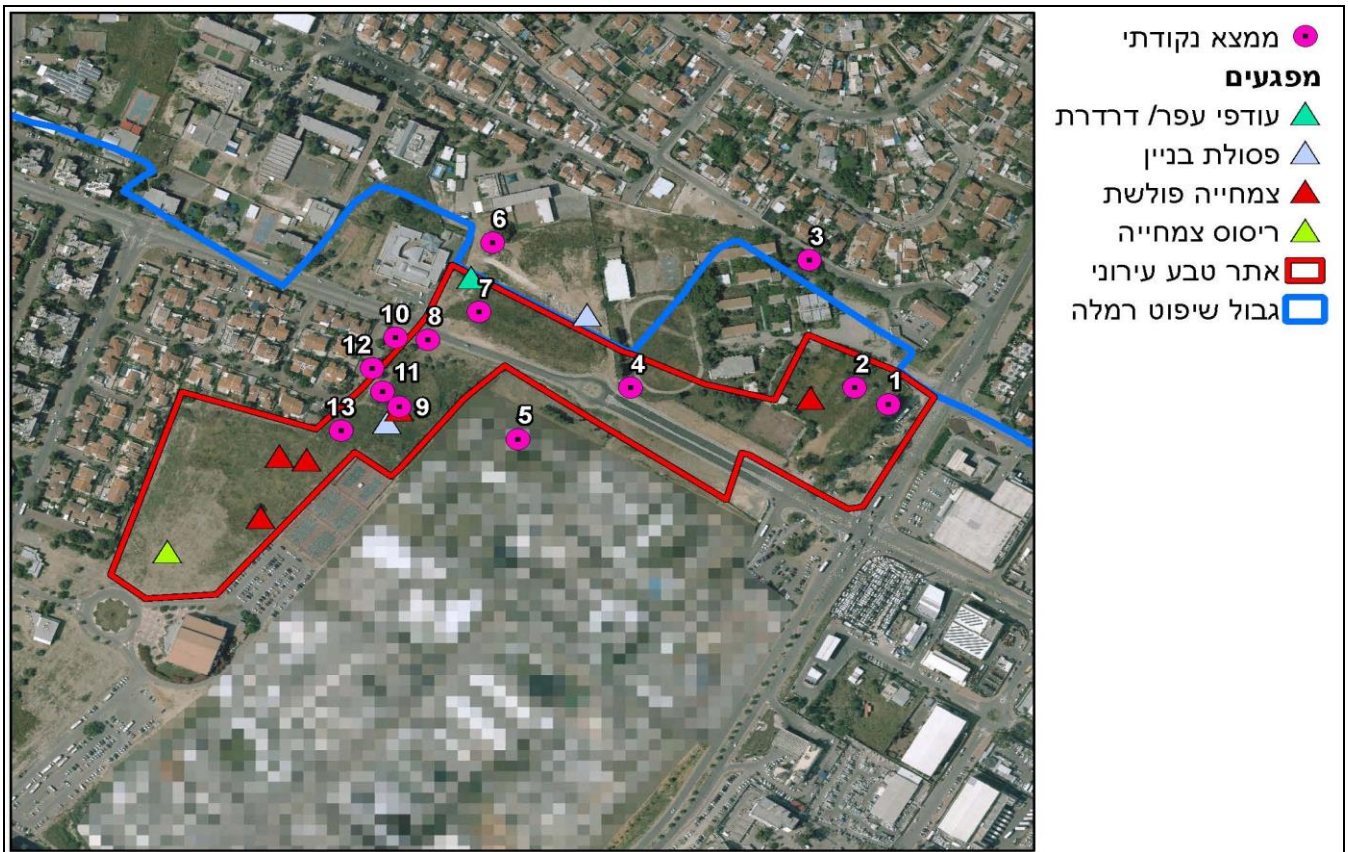 ממצא נקודתי
מפגעים
עודפי עפר/ דרדרת
פסולת בניין
צמחייה פולשת
ריסוס צמחייה
אתר טבע עירוני
גבול שיפוט רמלה
6
3
7
10
8
12
2
1
4
11
9
13
5